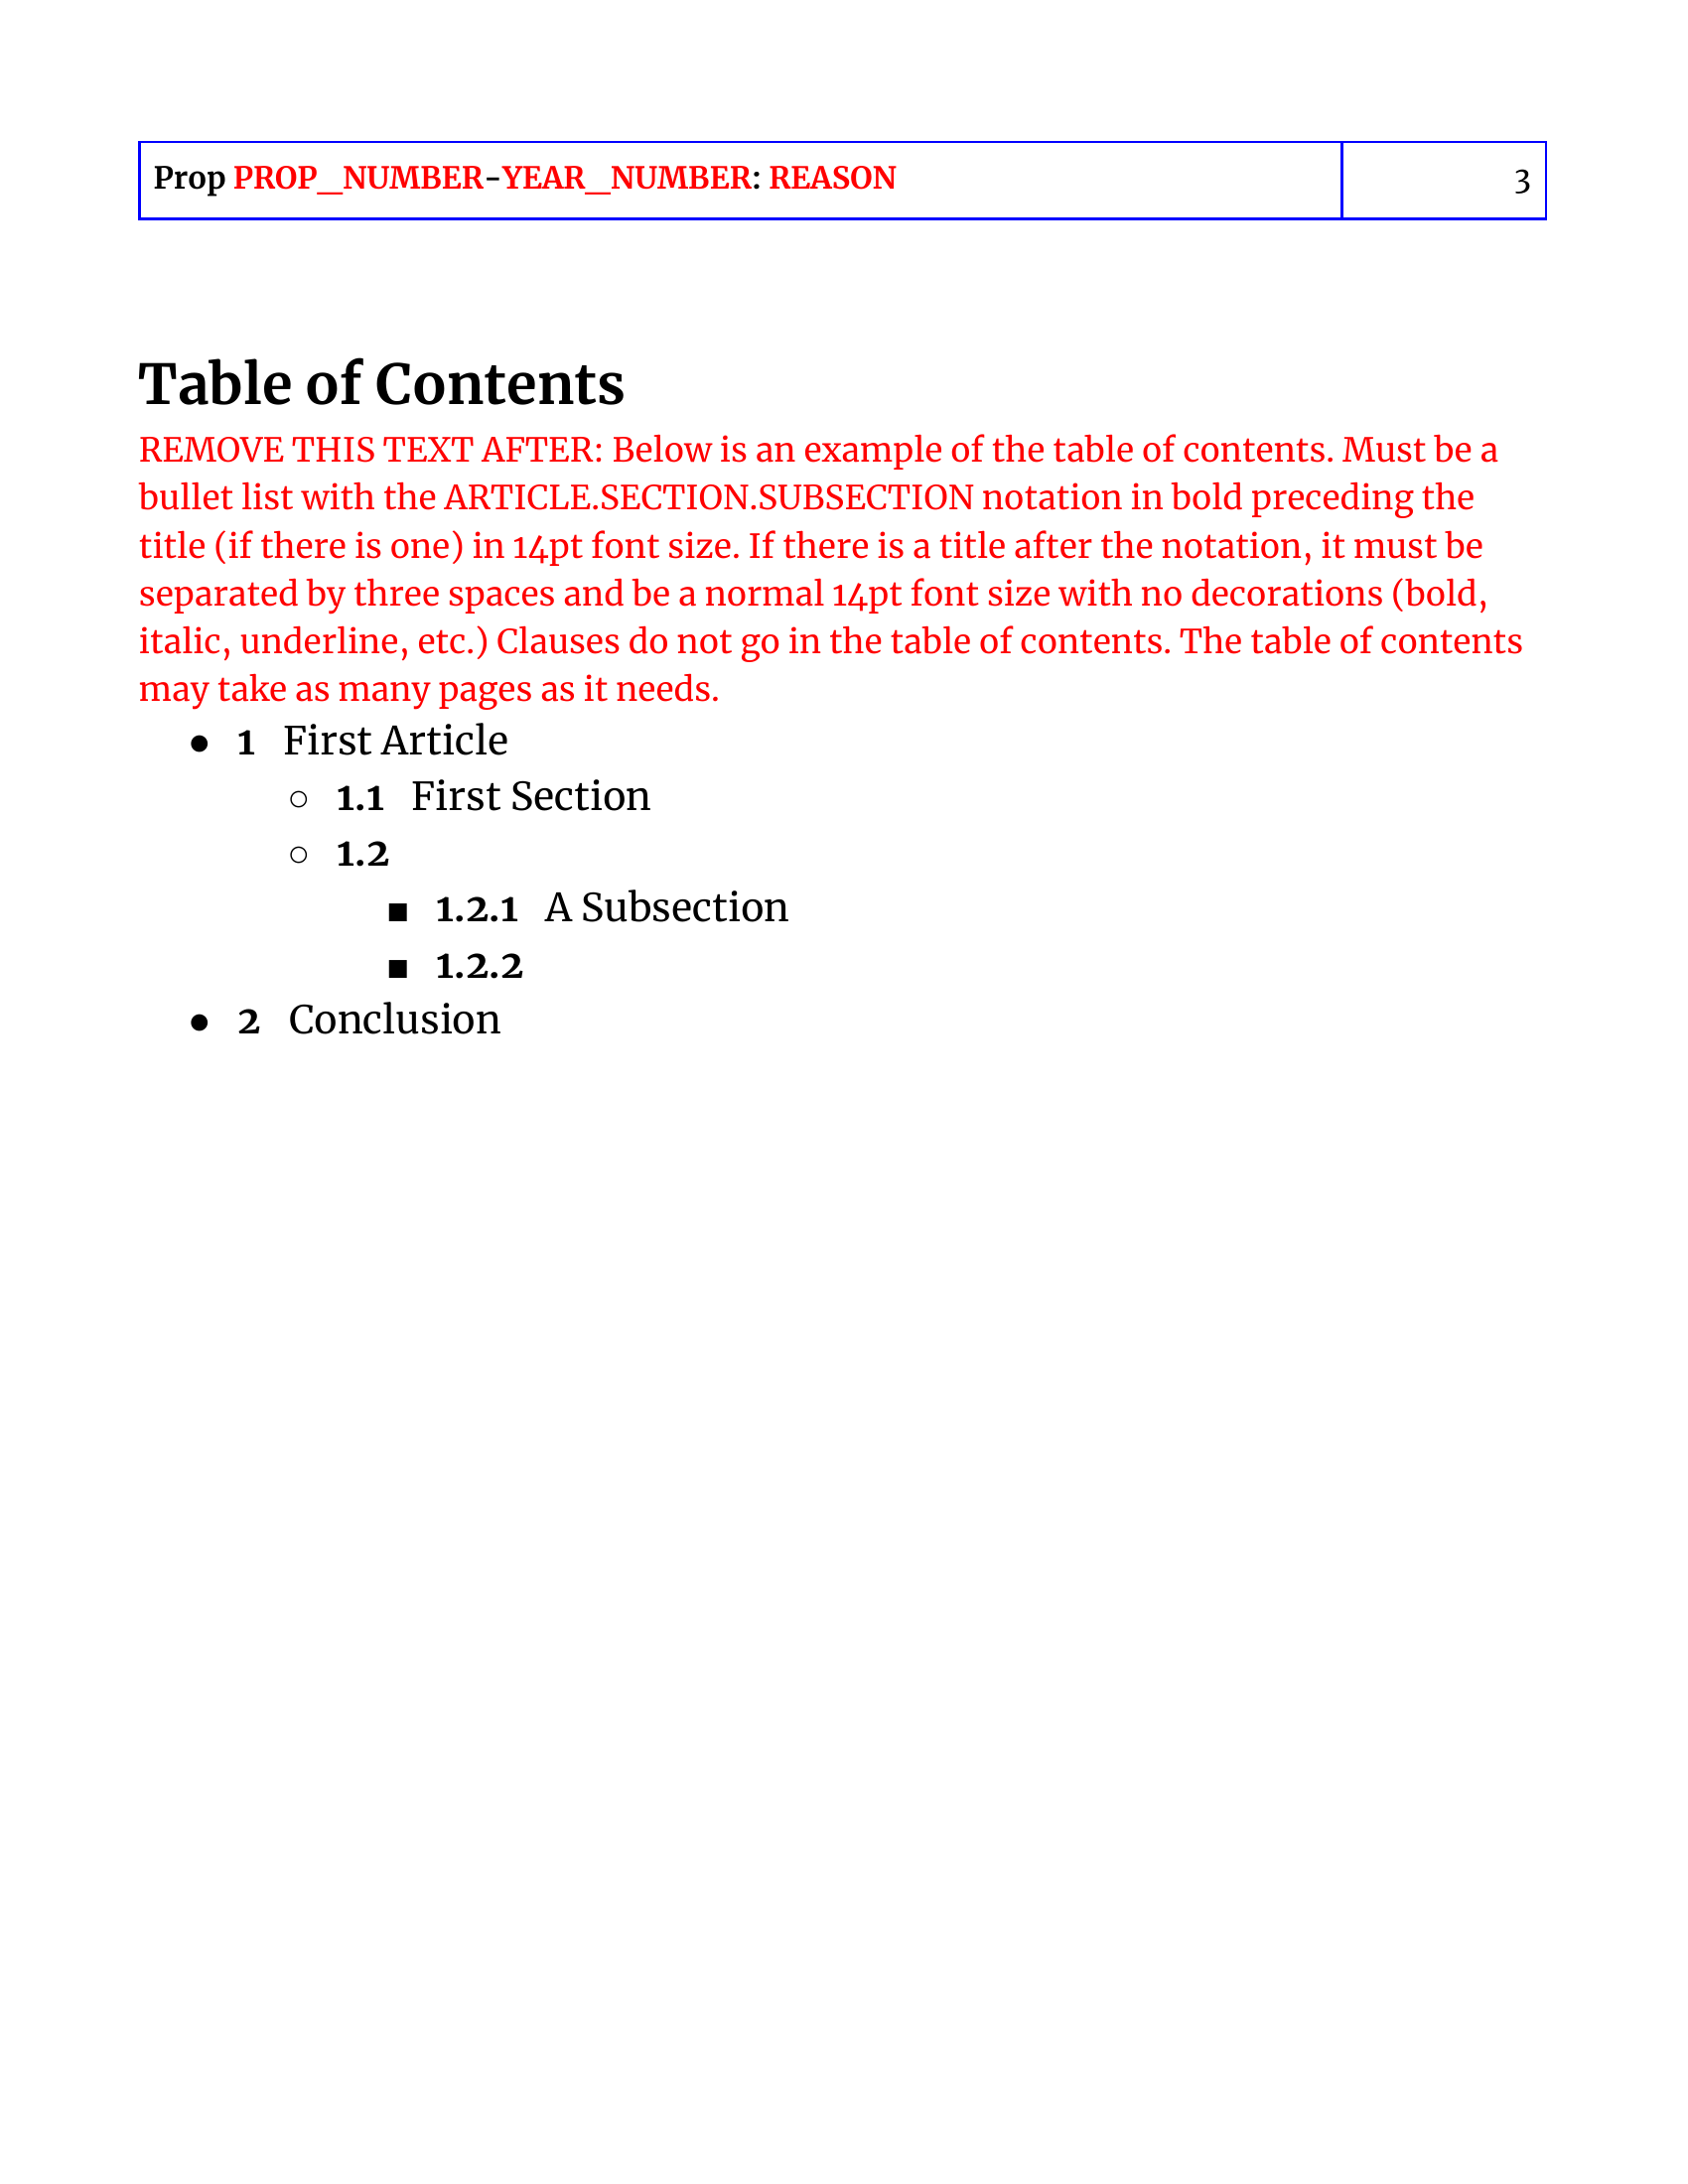 Prop PROP_NUMBER-YEAR_NUMBER: REASON 3
Table of Contents
REMOVE THIS TEXT AFTER: Below is an example of the table of contents. Must be a
bullet list with the ARTICLE.SECTION.SUBSECTION notation in bold preceding the
title (if there is one) in 14pt font size. If there is a title after the notation, it must be
separated by three spaces and be a normal 14pt font size with no decorations (bold,
italic, underline, etc.) Clauses do not go in the table of contents. The table of contents
may take as many pages as it needs.
● 1   First Article
○ 1.1   First Section
○ 1.2
■ 1.2.1   A Subsection
■ 1.2.2
● 2   Conclusion